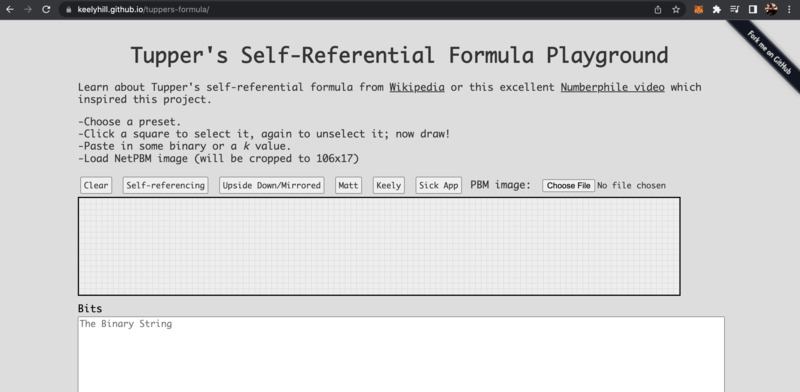 keelyhill.github.io/tuppers-formula/
Fork me on GitHub
Tupper's Self-Referential Formula Playground
Learn about Tupper's self-referential formula from Wikipedia or this excellent Numberphile video which
inspired this project.
-Choose a preset.
-Click a square to select it, again to unselect it; now draw!
-Paste in some binary or a k value.
-Load NetPBM image (will be cropped to 106x17)
Clear Self-referencing Upside Down/Mirrored Matt Keely Sick App PBM image: Choose File No file chosen
Bits
The Binary String